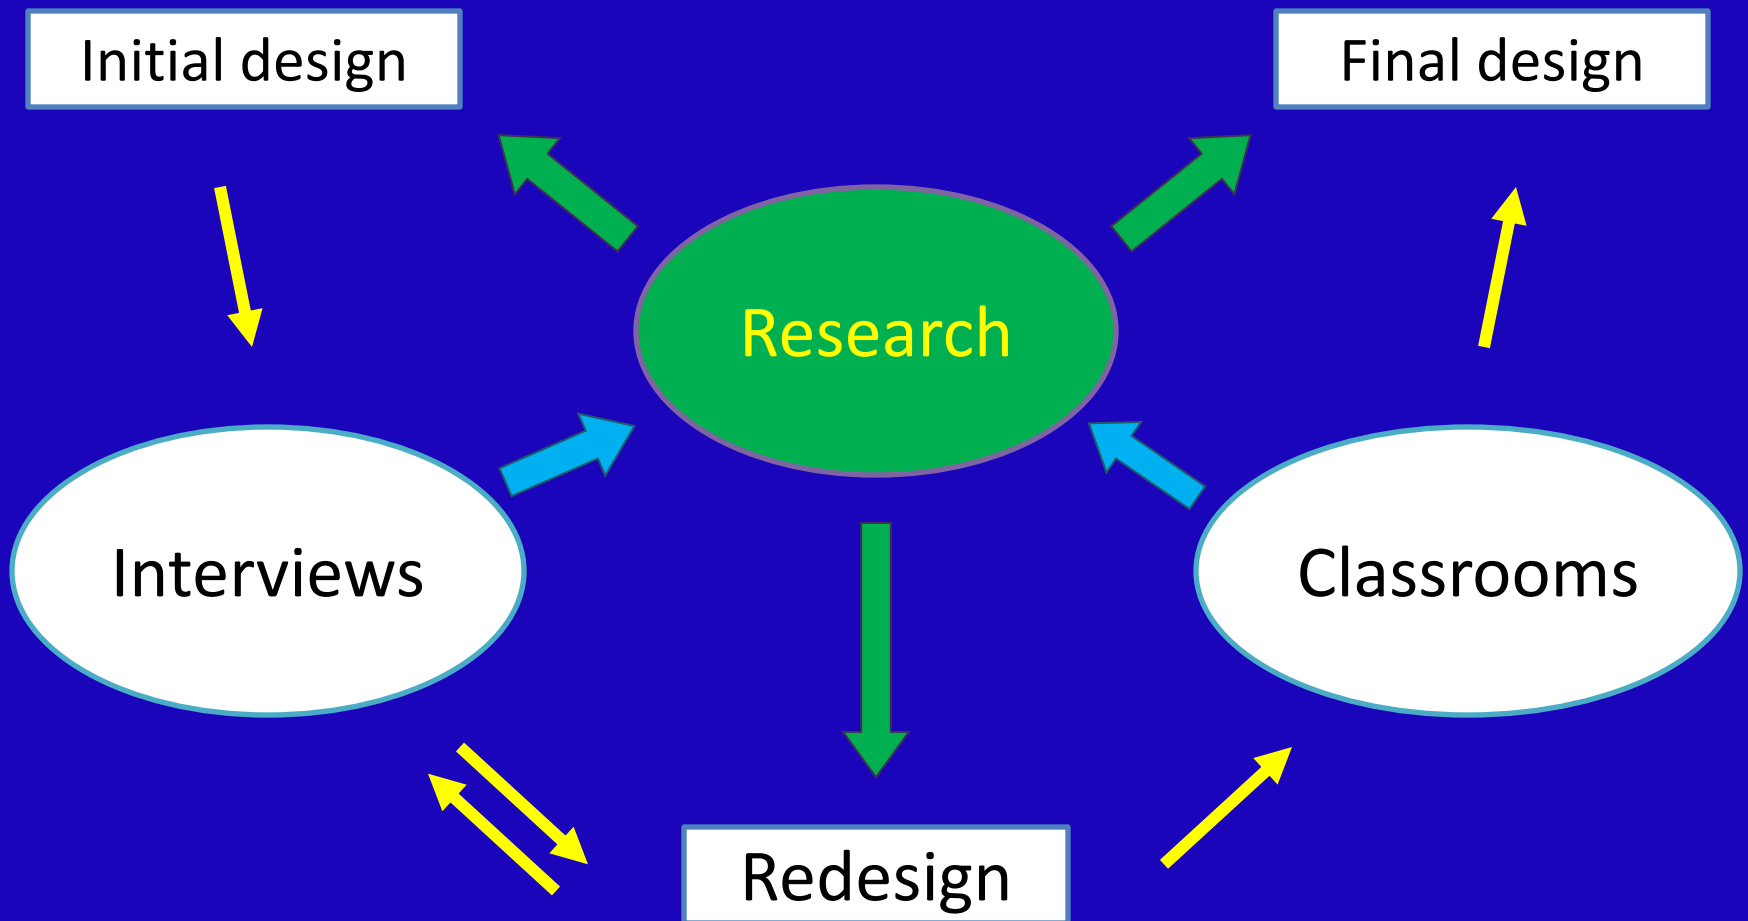 Initial design
Final design
Research
Interviews
Classrooms
Redesign